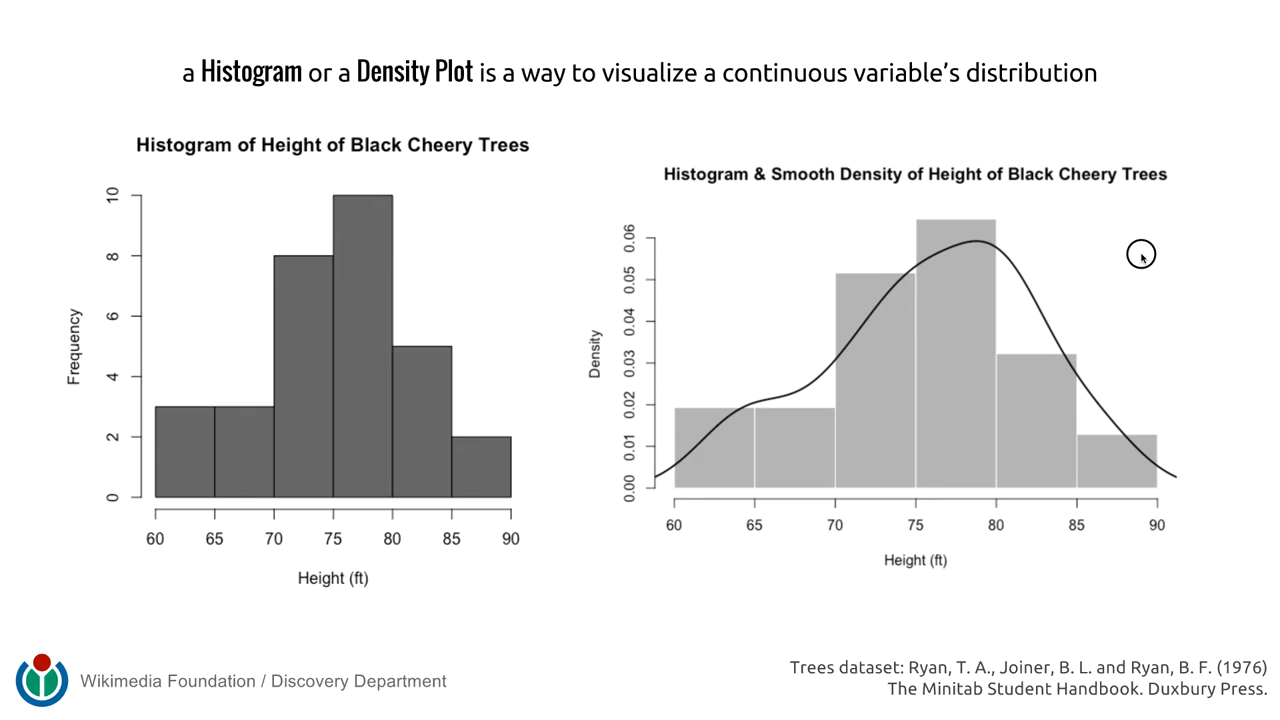 a Histogram or a Density Plot is a way to visualize a continuous variable’s distribution
Histogram of Height of Black Cheery Trees
Frequency
10
8
6
4
2
0
60 65 70 75 80 85 90
Height (ft)
Histogram & Smooth Density of Height of Black Cheery Trees
Density
0.06
0.05
0.04
0.03
0.02
0.01
0.00
60 65 70 75 80 85 90
Height (ft)
Wikimedia Foundation / Discovery Department
Trees dataset: Ryan, T. A., Joiner, B. L. and Ryan, B. F. (1976)
The Minitab Student Handbook. Duxbury Press.